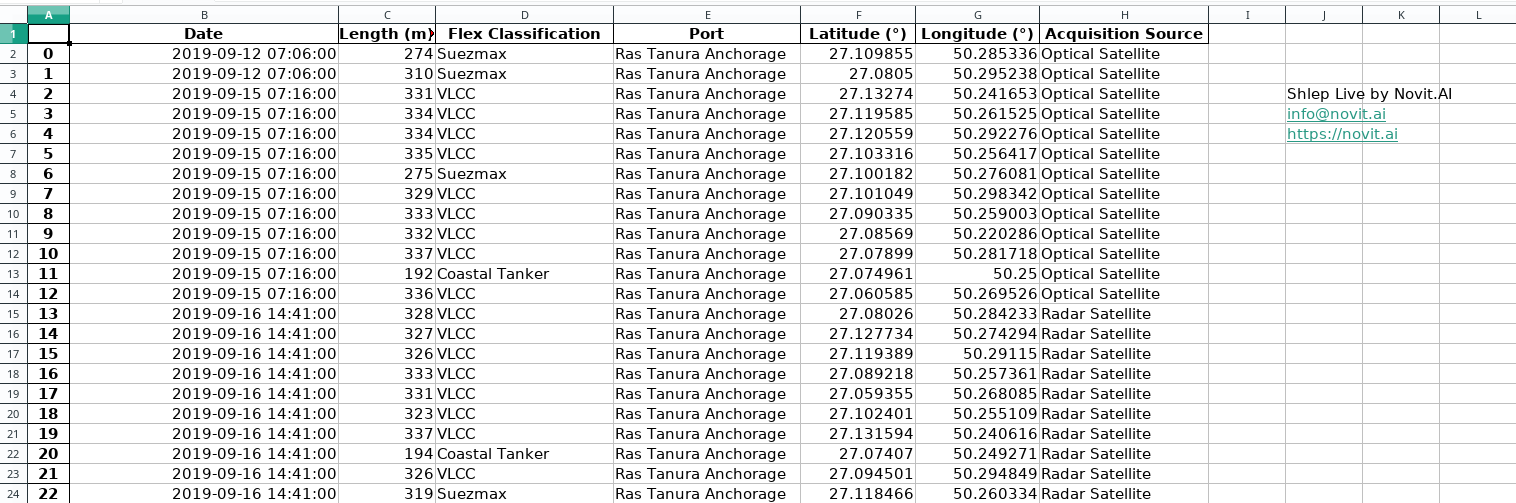 A B C D E F G H I J K L
1 Date Length (m) Flex Classification Port Latitude (°) Longitude (°) Acquisition Source
2 0 2019-09-12 07:06:00 274 Suezmax Ras Tanura Anchorage 27.109855 50.285336 Optical Satellite
3 1 2019-09-12 07:06:00 310 Suezmax Ras Tanura Anchorage 27.0805 50.295238 Optical Satellite
4 2 2019-09-15 07:16:00 331 VLCC Ras Tanura Anchorage 27.13274 50.241653 Optical Satellite Shlep Live by Novit.AI
5 3 2019-09-15 07:16:00 334 VLCC Ras Tanura Anchorage 27.119585 50.261525 Optical Satellite info@novit.ai
6 4 2019-09-15 07:16:00 334 VLCC Ras Tanura Anchorage 27.120559 50.292276 Optical Satellite https://novit.ai
7 5 2019-09-15 07:16:00 335 VLCC Ras Tanura Anchorage 27.103316 50.256417 Optical Satellite
8 6 2019-09-15 07:16:00 275 Suezmax Ras Tanura Anchorage 27.100182 50.276081 Optical Satellite
9 7 2019-09-15 07:16:00 329 VLCC Ras Tanura Anchorage 27.101049 50.298342 Optical Satellite
10 8 2019-09-15 07:16:00 333 VLCC Ras Tanura Anchorage 27.090335 50.259003 Optical Satellite
11 9 2019-09-15 07:16:00 332 VLCC Ras Tanura Anchorage 27.08569 50.220286 Optical Satellite
12 10 2019-09-15 07:16:00 337 VLCC Ras Tanura Anchorage 27.07899 50.281718 Optical Satellite
13 11 2019-09-15 07:16:00 192 Coastal Tanker Ras Tanura Anchorage 27.074961 50.25 Optical Satellite
14 12 2019-09-15 07:16:00 336 VLCC Ras Tanura Anchorage 27.060585 50.269526 Optical Satellite
15 13 2019-09-16 14:41:00 328 VLCC Ras Tanura Anchorage 27.08026 50.284233 Radar Satellite
16 14 2019-09-16 14:41:00 327 VLCC Ras Tanura Anchorage 27.127734 50.274294 Radar Satellite
17 15 2019-09-16 14:41:00 326 VLCC Ras Tanura Anchorage 27.119389 50.29115 Radar Satellite
18 16 2019-09-16 14:41:00 333 VLCC Ras Tanura Anchorage 27.089218 50.257361 Radar Satellite
19 17 2019-09-16 14:41:00 331 VLCC Ras Tanura Anchorage 27.059355 50.268085 Radar Satellite
20 18 2019-09-16 14:41:00 323 VLCC Ras Tanura Anchorage 27.102401 50.255109 Radar Satellite
21 19 2019-09-16 14:41:00 337 VLCC Ras Tanura Anchorage 27.131594 50.240616 Radar Satellite
22 20 2019-09-16 14:41:00 194 Coastal Tanker Ras Tanura Anchorage 27.07407 50.249271 Radar Satellite
23 21 2019-09-16 14:41:00 326 VLCC Ras Tanura Anchorage 27.094501 50.294849 Radar Satellite
24 22 2019-09-16 14:41:00 319 Suezmax Ras Tanura Anchorage 27.118466 50.260334 Radar Satellite